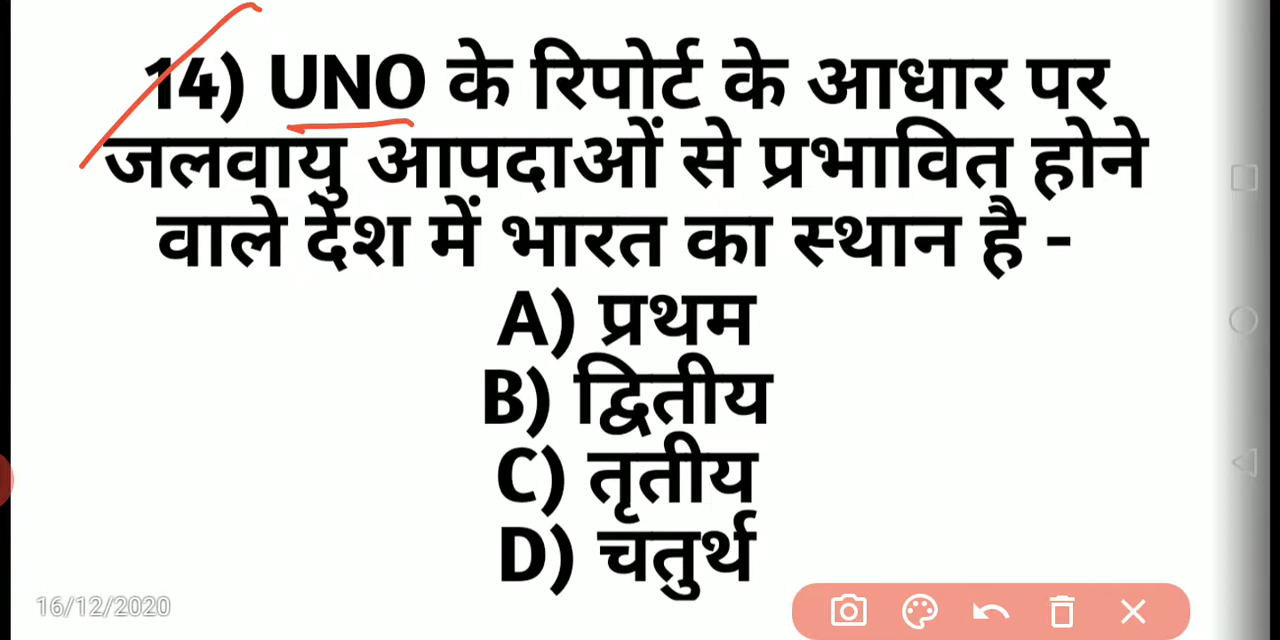 14) UNO के रिपोर्ट के आधार पर
जलवायु आपदाओं से प्रभावित होने
वाले देश में भारत का स्थान है -
A) प्रथम
B) द्वितीय
C) तृतीय
D) चतुर्थ
16/12/2020